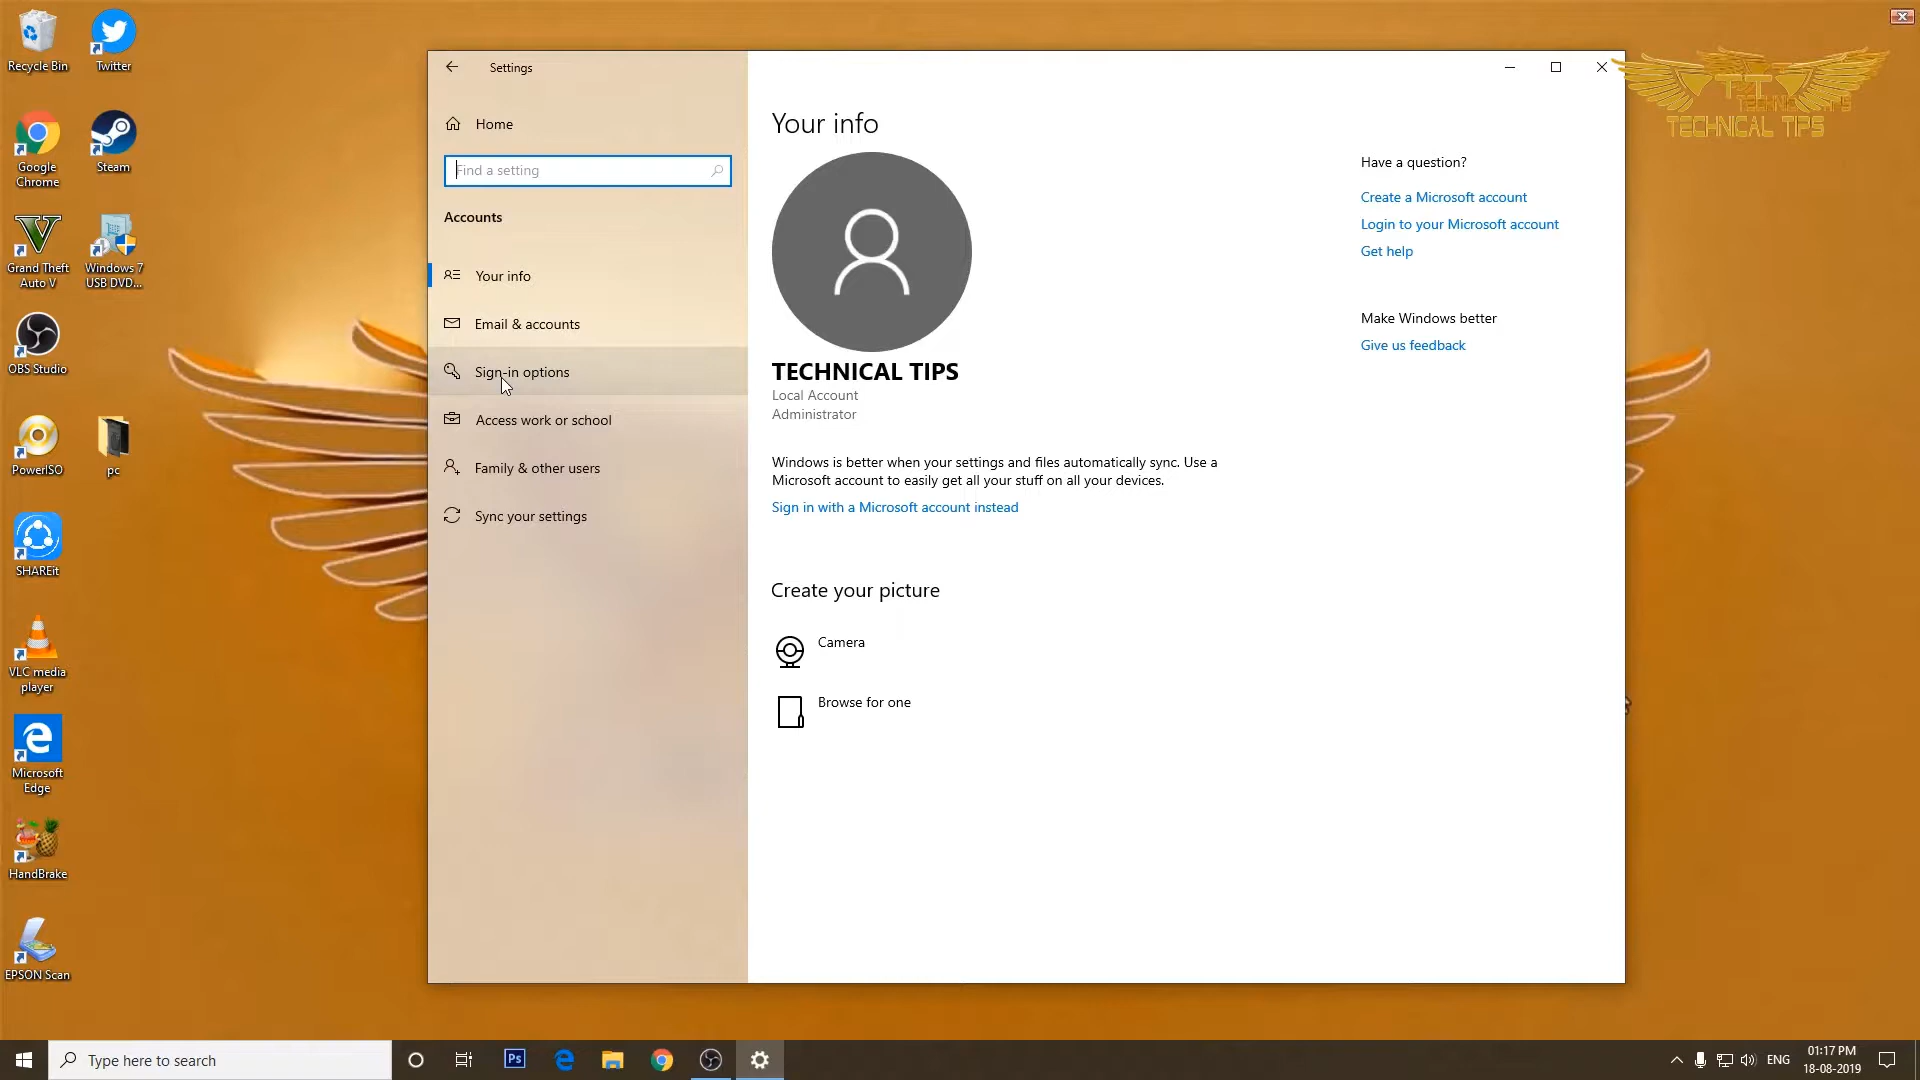 Recycle Bin
Twitter
Google
Chrome
Steam
Grand Theft
Auto V
Windows 7
USB DVD...
OBS Studio
PowerISO
pc
SHAREit
VLC media
player
Microsoft
Edge
HandBrake
EPSON Scan
Settings
Home
Find a setting
Accounts
Your info
Email & accounts
Sign-in options
Access work or school
Family & other users
Sync your settings
Your info
TECHNICAL TIPS
Local Account
Administrator
Windows is better when your settings and files automatically sync. Use a
Microsoft account to easily get all your stuff on all your devices.
Sign in with a Microsoft account instead
Create your picture
Camera
Browse for one
Have a question?
Create a Microsoft account
Login to your Microsoft account
Get help
Make Windows better
Give us feedback
TT
TECHNICAL TIPS
TECHNICAL TIPS
Type here to search
Ps
ENG
01:17 PM
18-08-2019